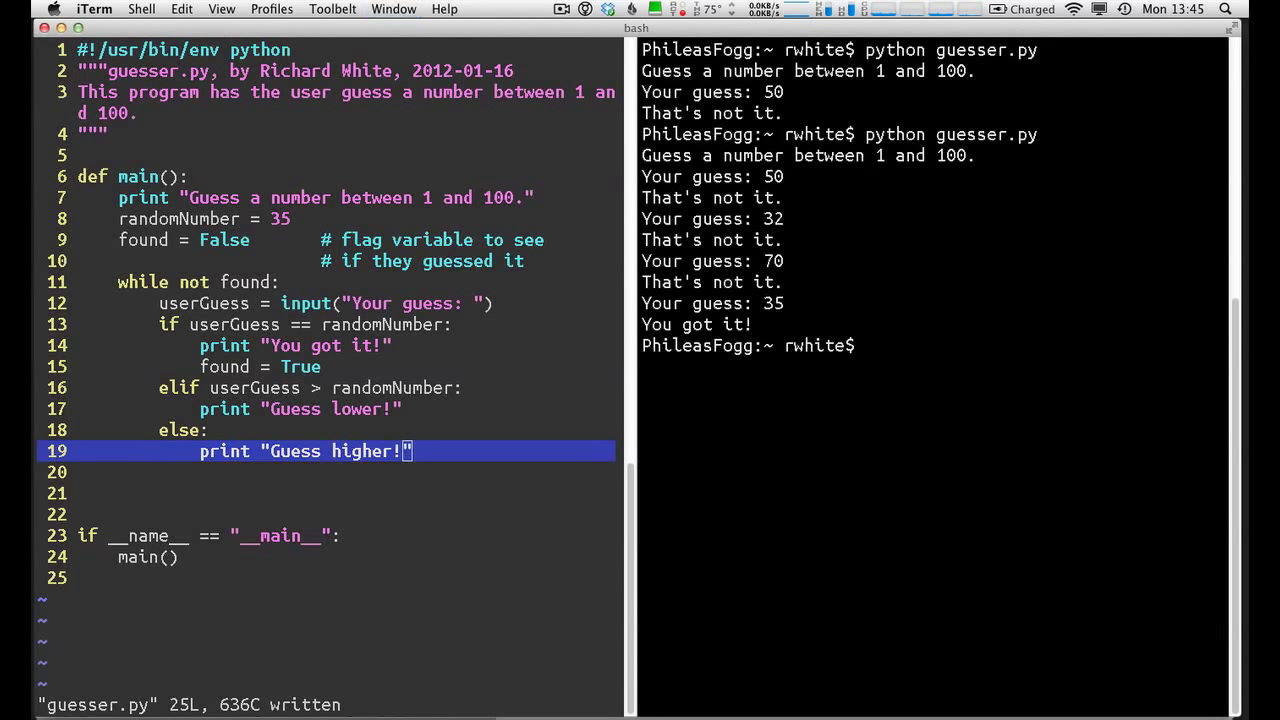 iTerm Shell Edit View Profiles Toolbelt Window Help 75° 0.0KB/s 0.0KB/s Charged Mon 13:45
bash
1 #!/usr/bin/env python
2 """guesser.py, by Richard White, 2012-01-16
3 This program has the user guess a number between 1 an
d 100.
4 """
5
6 def main():
7 print "Guess a number between 1 and 100."
8 randomNumber = 35
9 found = False # flag variable to see
10 # if they guessed it
11 while not found:
12 userGuess = input("Your guess: ")
13 if userGuess == randomNumber:
14 print "You got it!"
15 found = True
16 elif userGuess > randomNumber:
17 print "Guess lower!"
18 else:
19 print "Guess higher!"
20
21
22
23 if __name__ == "__main__":
24 main()
25
~
~
~
~
~
"guesser.py" 25L, 636C written
PhileasFogg:~ rwhite$ python guesser.py
Guess a number between 1 and 100.
Your guess: 50
That's not it.
PhileasFogg:~ rwhite$ python guesser.py
Guess a number between 1 and 100.
Your guess: 50
That's not it.
Your guess: 32
That's not it.
Your guess: 70
That's not it.
Your guess: 35
You got it!
PhileasFogg:~ rwhite$